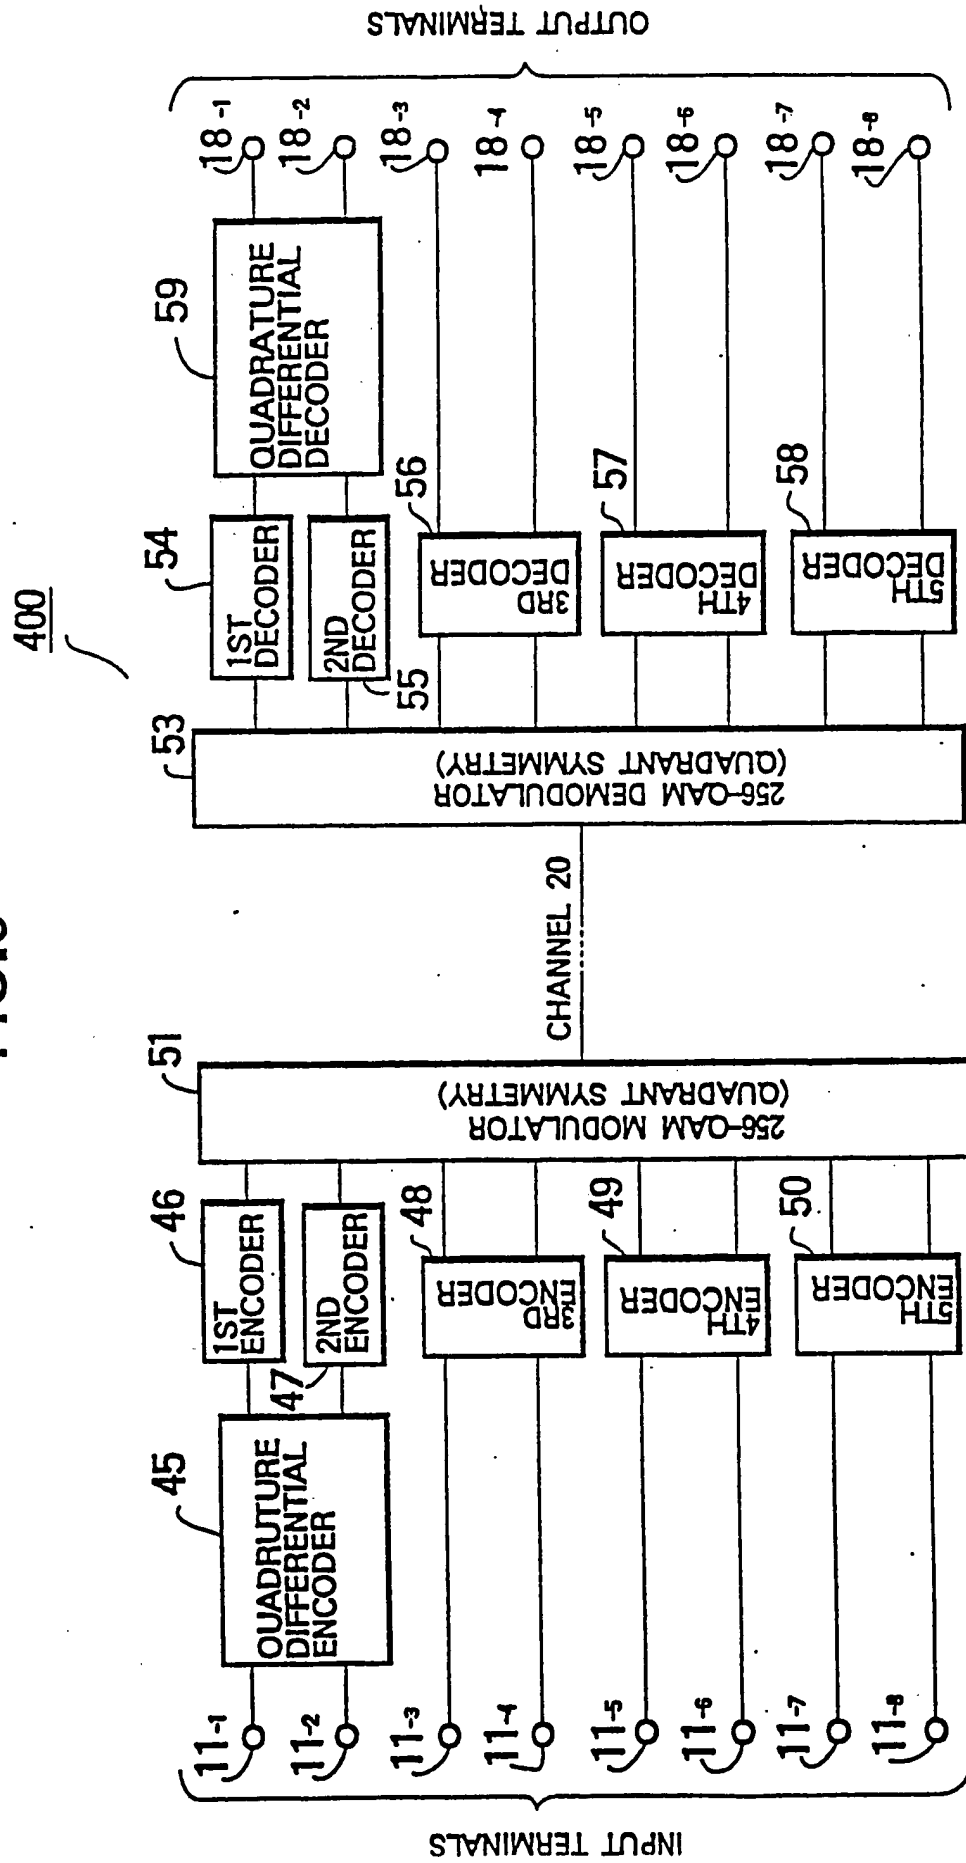 400
INPUT TERMINALS
11-1
11-2
11-3
11-4
11-5
11-6
11-7
11-8
45
QUADRUTURE
DIFFERENTIAL
ENCODER
46
1ST
ENCODER
47
2ND
ENCODER
48
3RD
ENCODER
49
4TH
ENCODER
50
5TH
ENCODER
51
256-QAM MODULATOR
(QUADRANT SYMMETRY)
CHANNEL 20
53
256-QAM DEMODULATOR
(QUADRANT SYMMETRY)
54
1ST
DECODER
55
2ND
DECODER
56
3RD
DECODER
57
4TH
DECODER
58
5TH
DECODER
59
QUADRATURE
DIFFERENTIAL
DECODER
18-1
18-2
18-3
18-4
18-5
18-6
18-7
18-8
OUTPUT TERMINALS